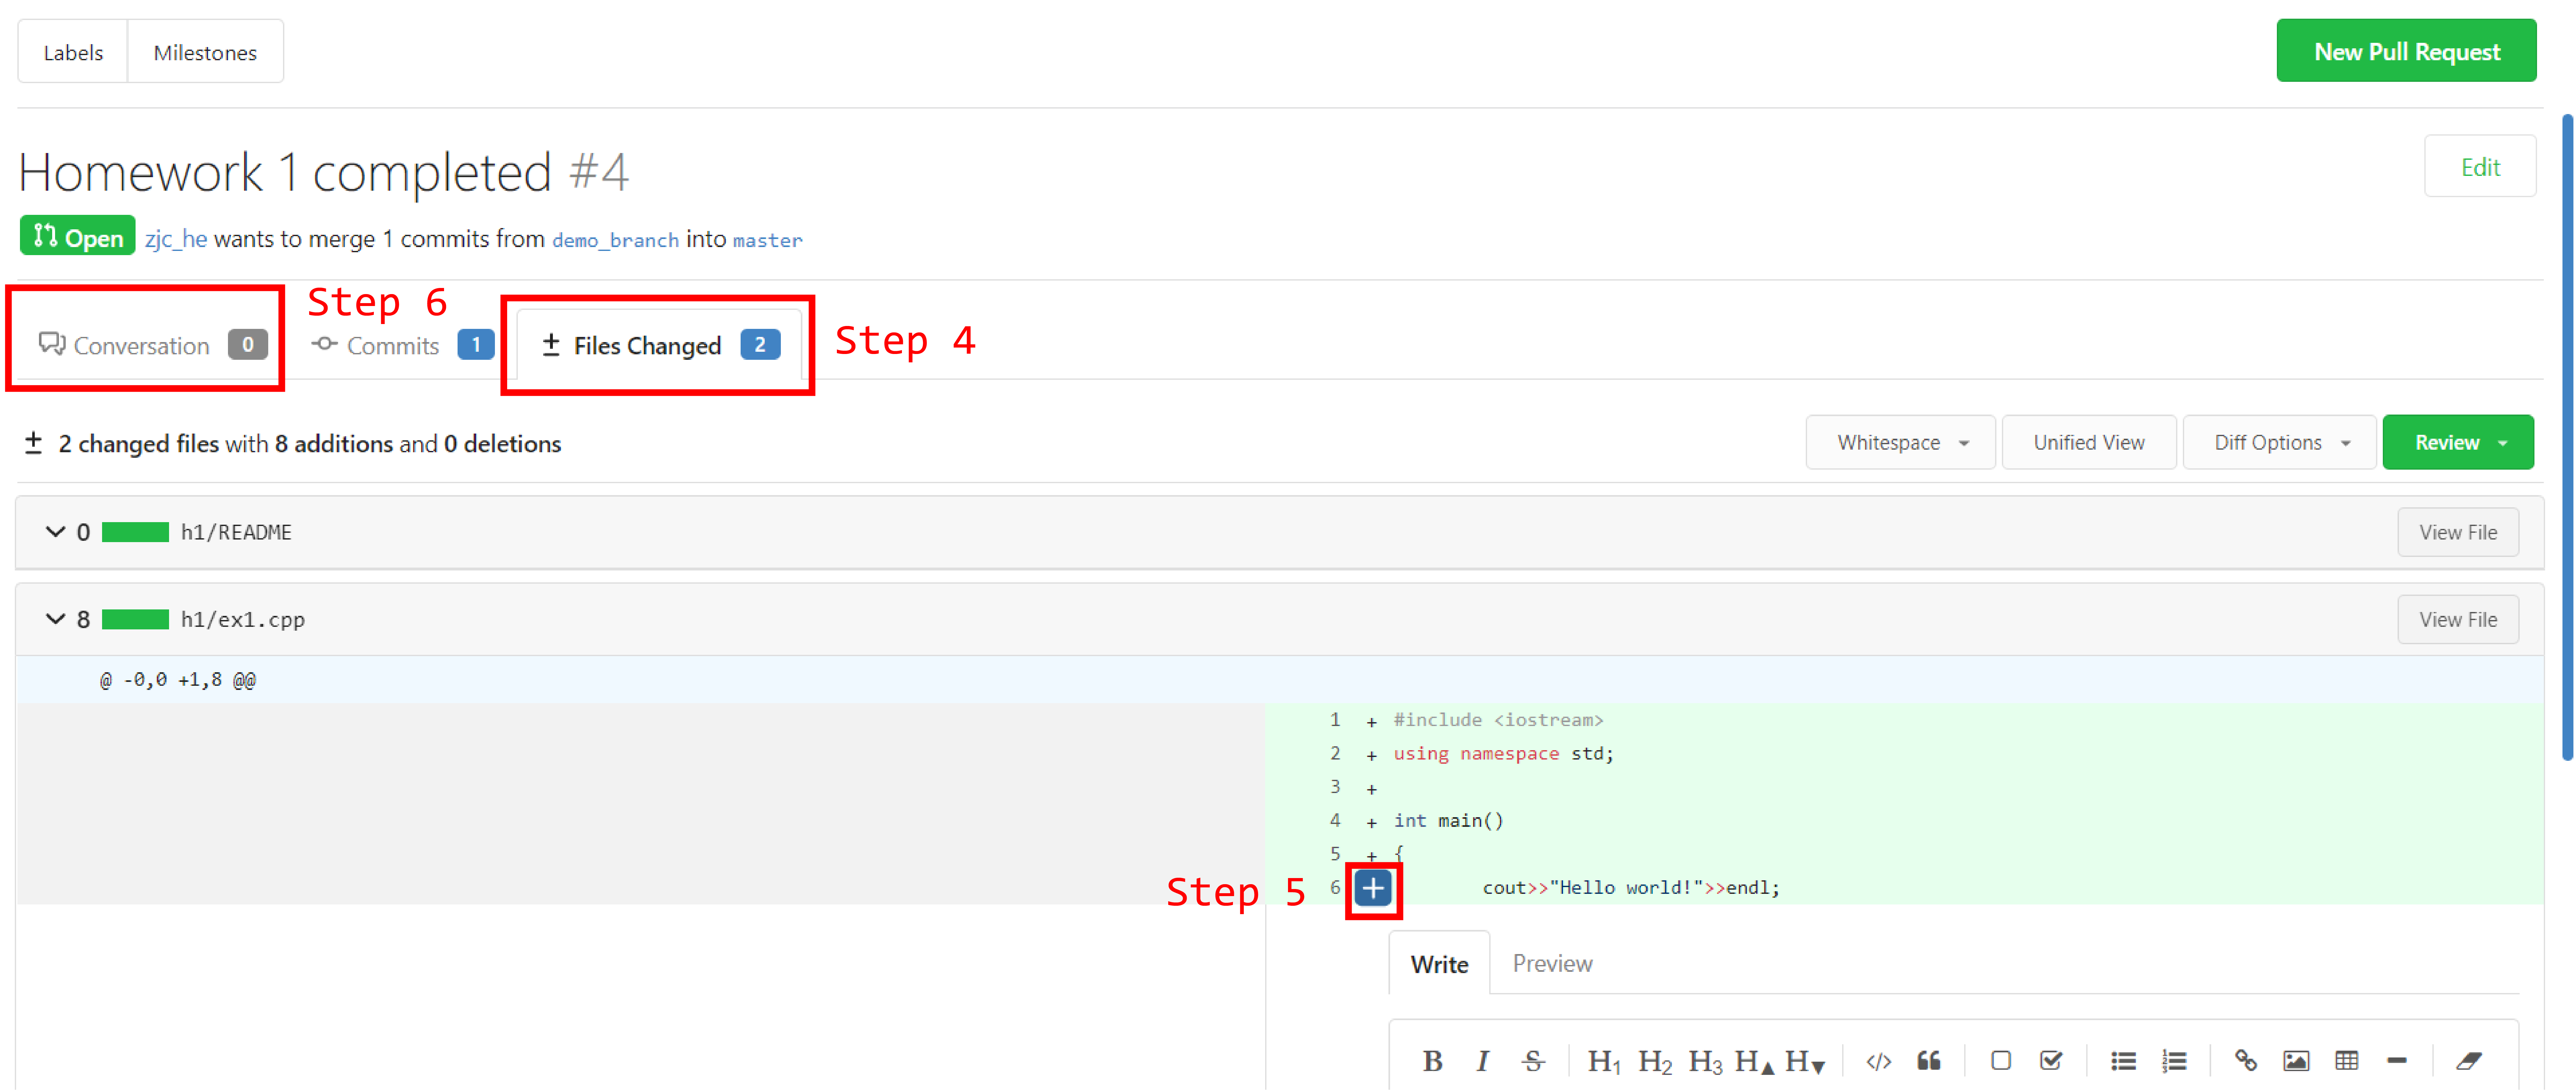 Labels Milestones New Pull Request
Homework 1 completed #4 Edit
Open zjc_he wants to merge 1 commits from demo_branch into master
Step 6
Conversation 0 Commits 1 Files Changed 2 Step 4
2 changed files with 8 additions and 0 deletions Whitespace Unified View Diff Options Review
0 h1/README View File
8 h1/ex1.cpp View File
@ -0,0 +1,8 @@
1 + #include <iostream>
2 + using namespace std;
3 +
4 + int main()
5 + {
Step 5 6 + cout>>"Hello world!">>endl;
Write Preview
B I S H1 H2 H3 H▲ H▼